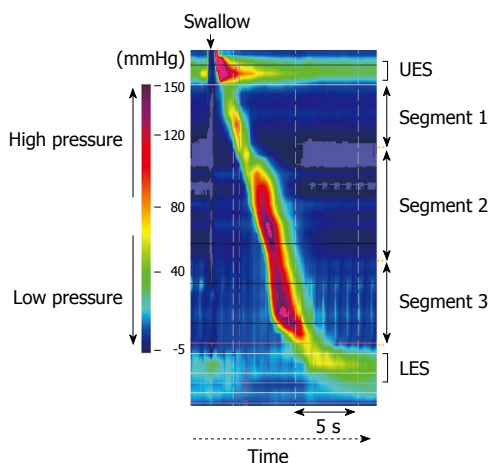 Swallow
(mmHg)
150
120
80
40
-5
High pressure
Low pressure
UES
Segment 1
Segment 2
Segment 3
LES
5 s
Time